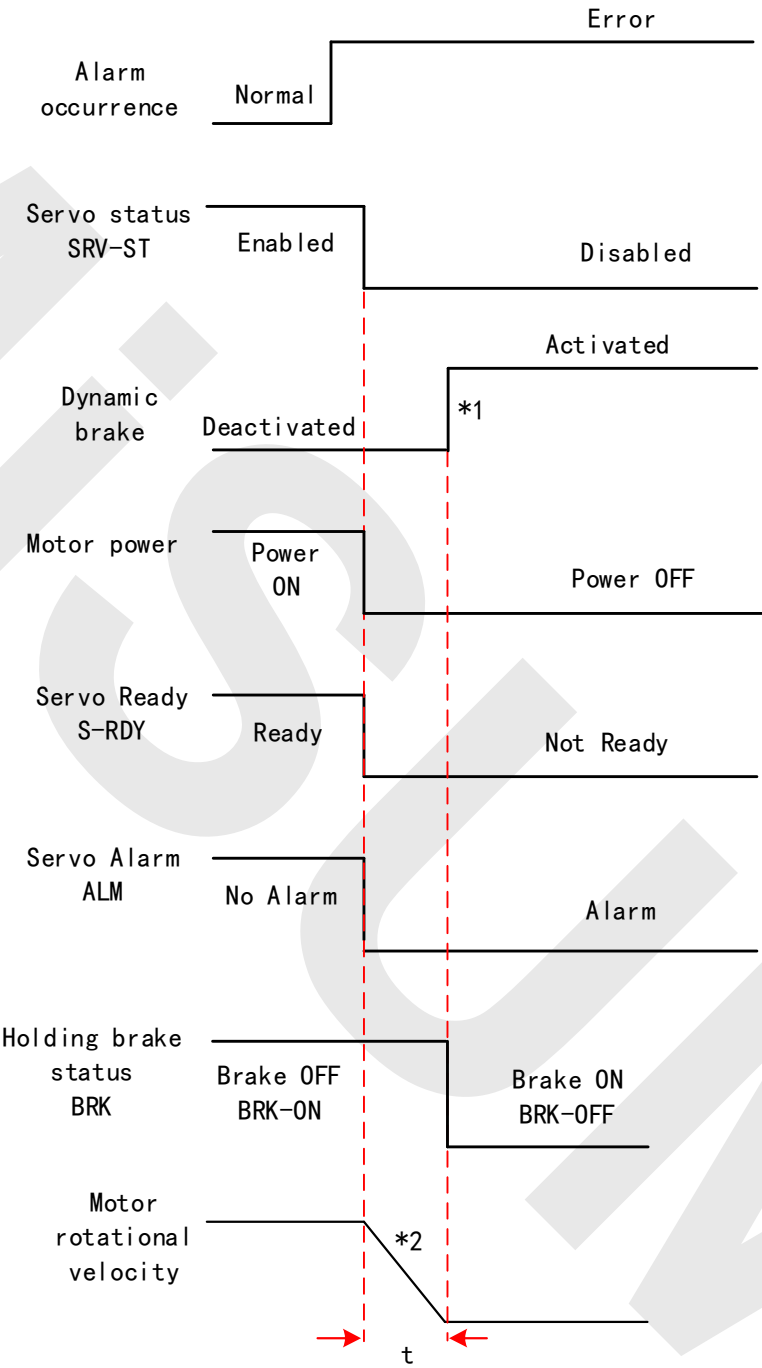 Error
Alarm
occurrence
Normal
Servo status
SRV-ST
Enabled
Disabled
Activated
Dynamic
brake
Deactivated
*1
Motor power
Power
ON
Power OFF
Servo Ready
S-RDY
Ready
Not Ready
Servo Alarm
ALM
No Alarm
Alarm
Holding brake
status
BRK
Brake OFF
BRK-ON
Brake ON
BRK-OFF
Motor
rotational
velocity
*2
t